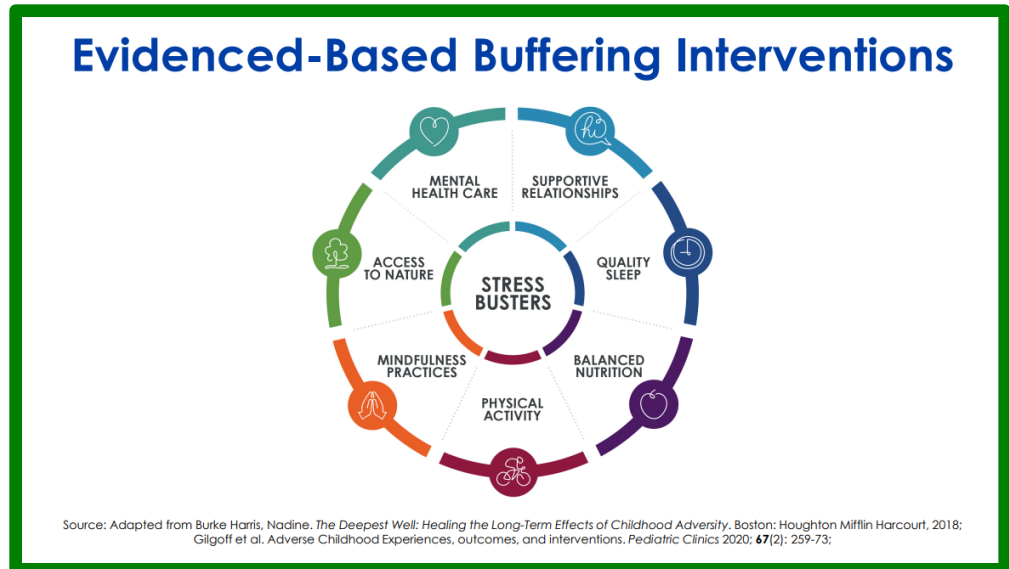 Evidenced-Based Buffering Interventions
MENTAL
HEALTH CARE
SUPPORTIVE
RELATIONSHIPS
hi
ACCESS
TO NATURE
QUALITY
SLEEP
STRESS
BUSTERS
MINDFULNESS
PRACTICES
BALANCED
NUTRITION
PHYSICAL
ACTIVITY
Source: Adapted from Burke Harris, Nadine. The Deepest Well: Healing the Long-Term Effects of Childhood Adversity. Boston: Houghton Mifflin Harcourt, 2018;
Gilgoff et al. Adverse Childhood Experiences, outcomes, and interventions. Pediatric Clinics 2020; 67(2): 259-73;